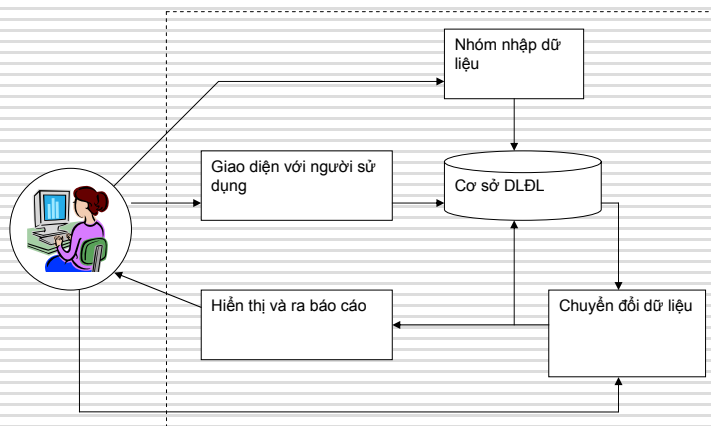 Nhóm nhập dữ
liệu
Giao diện với người sử
dụng
Cơ sở DLĐL
Hiển thị và ra báo cáo
Chuyển đổi dữ liệu